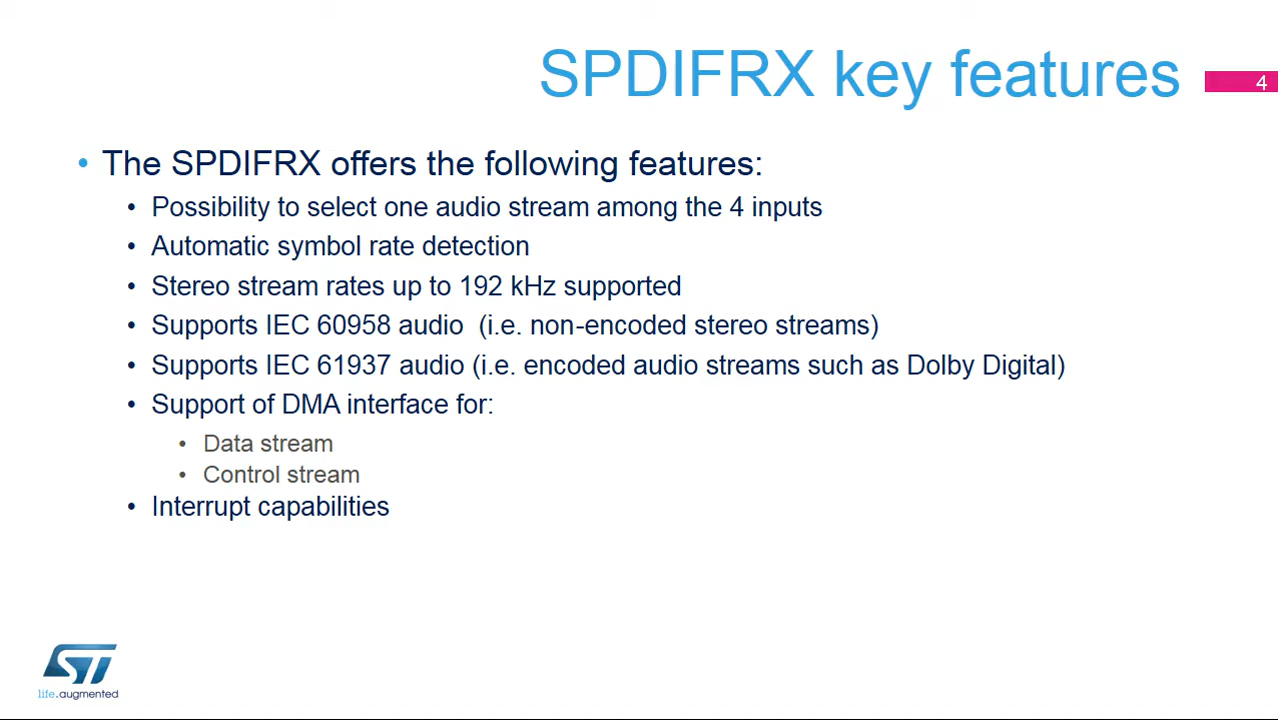 SPDIFRX key features
4
• The SPDIFRX offers the following features:
• Possibility to select one audio stream among the 4 inputs
• Automatic symbol rate detection
• Stereo stream rates up to 192 kHz supported
• Supports IEC 60958 audio  (i.e. non-encoded stereo streams)
• Supports IEC 61937 audio (i.e. encoded audio streams such as Dolby Digital)
• Support of DMA interface for:
• Data stream
• Control stream
• Interrupt capabilities
ST
life.augmented